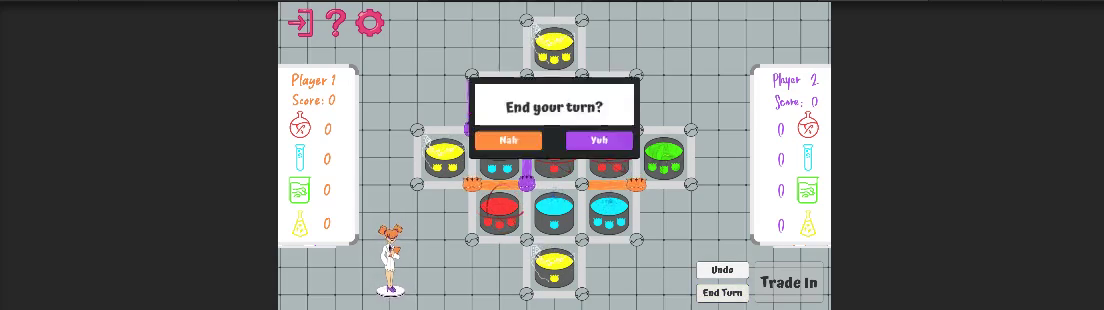 Player 1
Score: 0
0
0
0
0
End your turn?
Nah
Yuh
Player 2
Score: 0
0
0
0
0
Undo
End Turn
Trade In